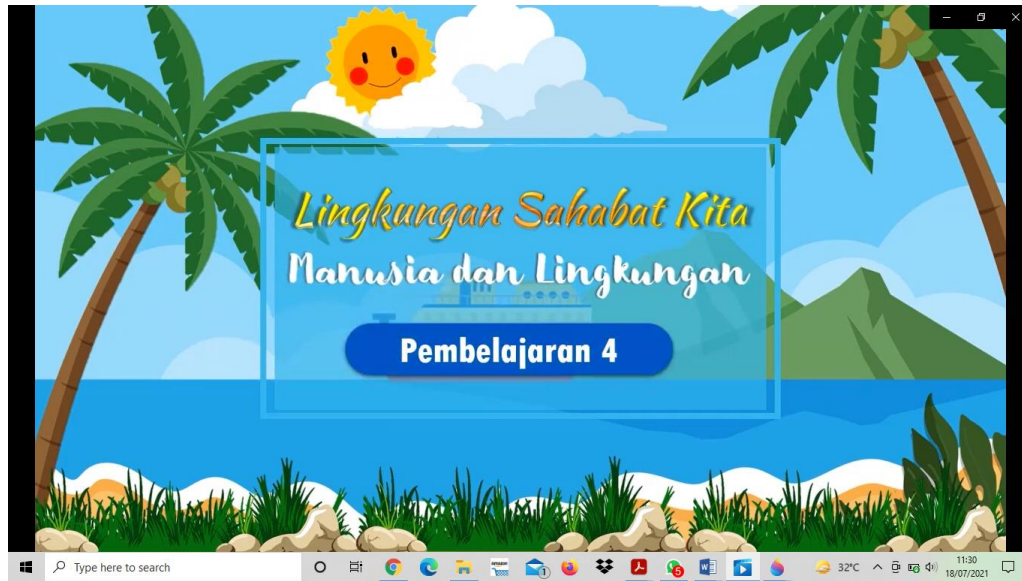 Lingkungan Sahabat Kita
Manusia dan Lingkungan
Pembelajaran 4
Type here to search
32°C
11:30
18/07/2021